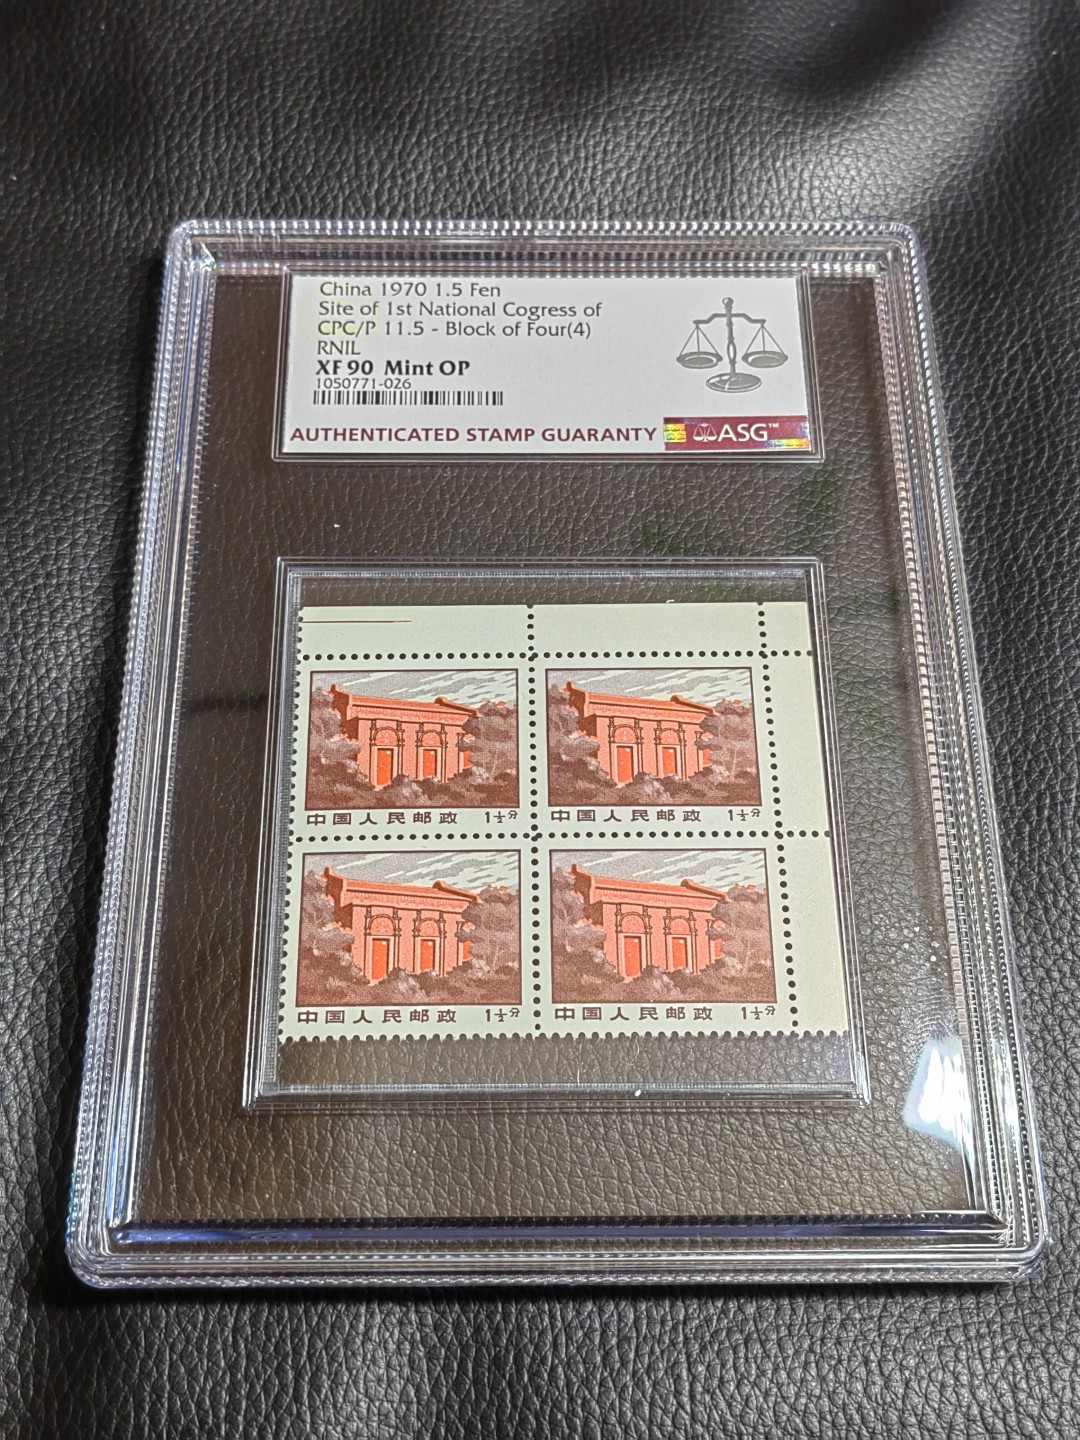 China 1970 1.5 Fen
Site of 1st National Cogress of
CPC/P 11.5 - Block of Four(4)
RNIL
XF 90 Mint OP
1050771-026
AUTHENTICATED STAMP GUARANTY ASG™
中国人民邮政 1½分
中国人民邮政 1½分
中国人民邮政 1½分
中国人民邮政 1½分